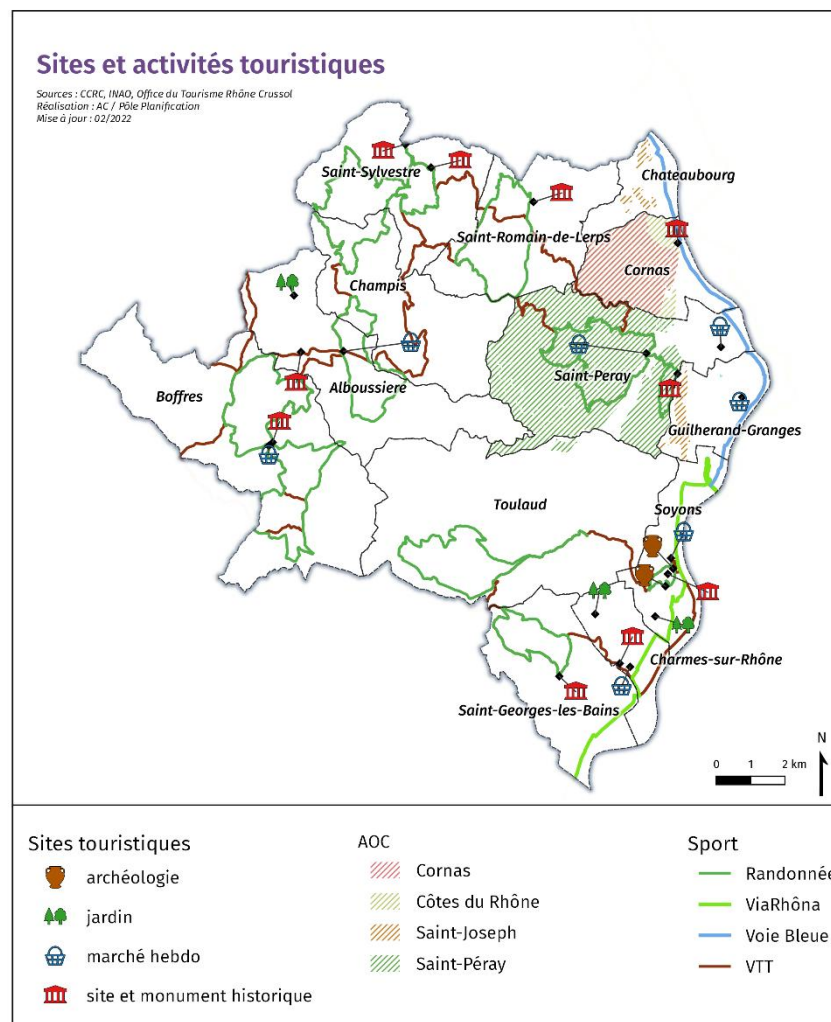 Sites et activités touristiques
Sources : CCRC, INAO, Office du Tourisme Rhône Crussol
Réalisation : AC / Pôle Planification
Mise à jour : 02/2022
Saint-Sylvestre
Chateaubourg
Saint-Romain-de-Lerps
Cornas
Champis
Saint-Peray
Alboussière
Boffres
Guilherand-Granges
Toulaud
Soyons
Charmes-sur-Rhône
Saint-Georges-les-Bains
N
0 1 2 km
Sites touristiques
archéologie
jardin
marché hebdo
site et monument historique
AOC
Cornas
Côtes du Rhône
Saint-Joseph
Saint-Péray
Sport
Randonnée
ViaRhôna
Voie Bleue
VTT